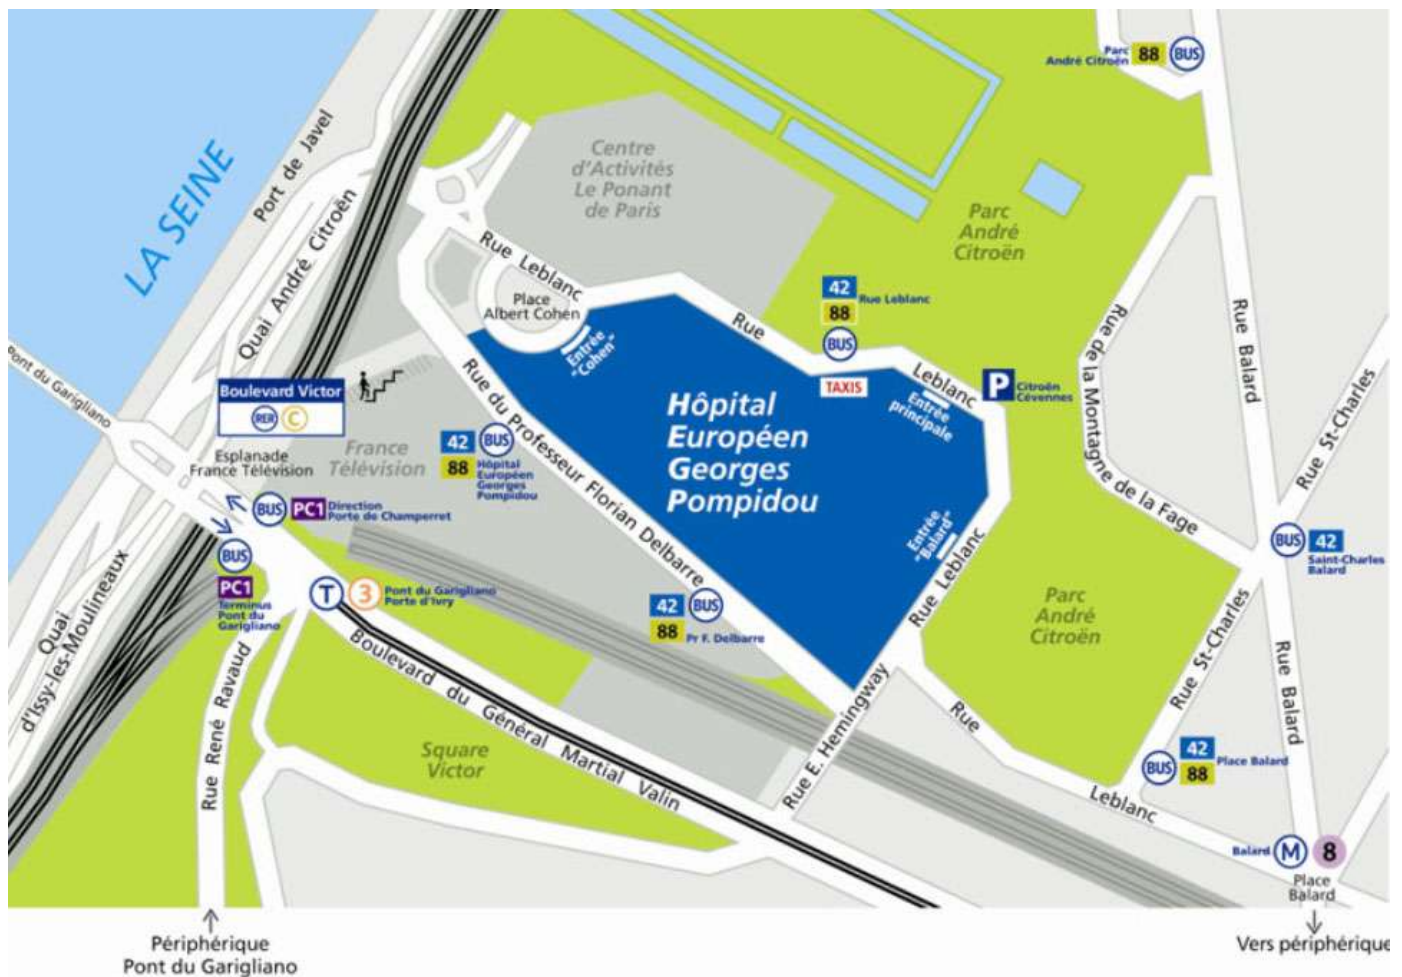 Parc
André Citroën
88
BUS
LA SEINE
Port de Javel
Quai André Citroën
Centre
d'Activités
Le Ponant
de Paris
Parc
André
Citroën
Rue Leblanc
Place
Albert Cohen
Entrée
"Cohen"
42
88
Rue Leblanc
BUS
TAXIS
Rue
Leblanc
Entrée
principale
P
Citroën
Cévennes
Rue de la Montagne de la Fage
Rue Balard
Rue St-Charles
Pont du Garigliano
Boulevard Victor
RER C
Esplanade
France Télévision
France
Télévision
42
88
BUS
Hôpital
Européen
Georges
Pompidou
Rue du Professeur Florian Delbarre
Hôpital
Européen
Georges
Pompidou
Entrée
"Balard"
Rue Leblanc
BUS
PC1
Direction
Porte de Champerret
BUS
PC1
Terminus
Pont du
Garigliano
T
3
Pont du Garigliano
Porte d'Ivry
42
88
BUS
Pr F. Delbarre
Parc
André
Citroën
BUS
42
Saint-Charles
Balard
Rue St-Charles
Rue Balard
Quai
d'Issy-les-Moulineaux
Rue René Ravaud
Boulevard du Général Martial Valin
Square
Victor
Rue E. Hemingway
Rue
Leblanc
BUS
42
88
Place Balard
Balard
M
8
Place
Balard
Périphérique
Pont du Garigliano
Vers périphérique